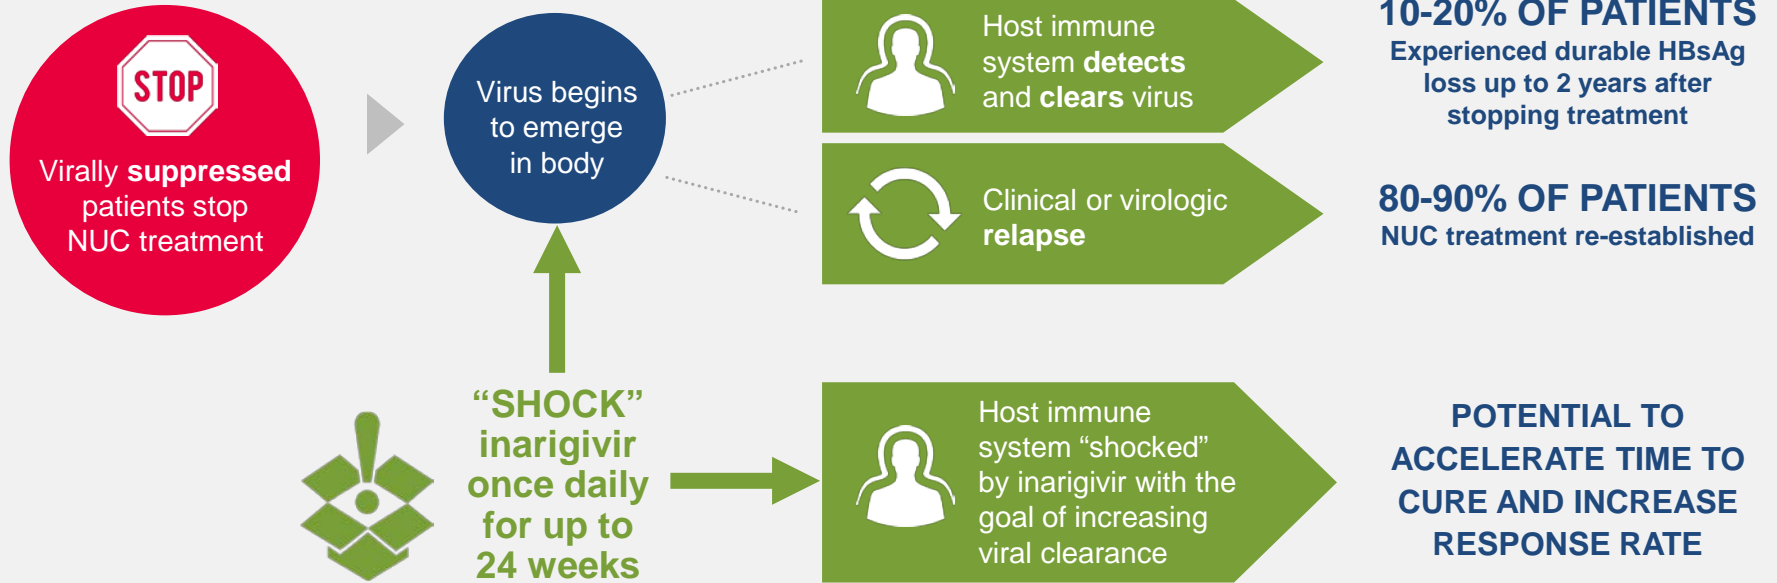 STOP
Virally suppressed
patients stop
NUC treatment
Virus begins
to emerge
in body
Host immune
system detects
and clears virus
10-20% OF PATIENTS
Experienced durable HBsAg
loss up to 2 years after
stopping treatment
Clinical or virologic
relapse
80-90% OF PATIENTS
NUC treatment re-established
“SHOCK”
inarigivir
once daily
for up to
24 weeks
Host immune
system “shocked”
by inarigivir with the
goal of increasing
viral clearance
POTENTIAL TO
ACCELERATE TIME TO
CURE AND INCREASE
RESPONSE RATE